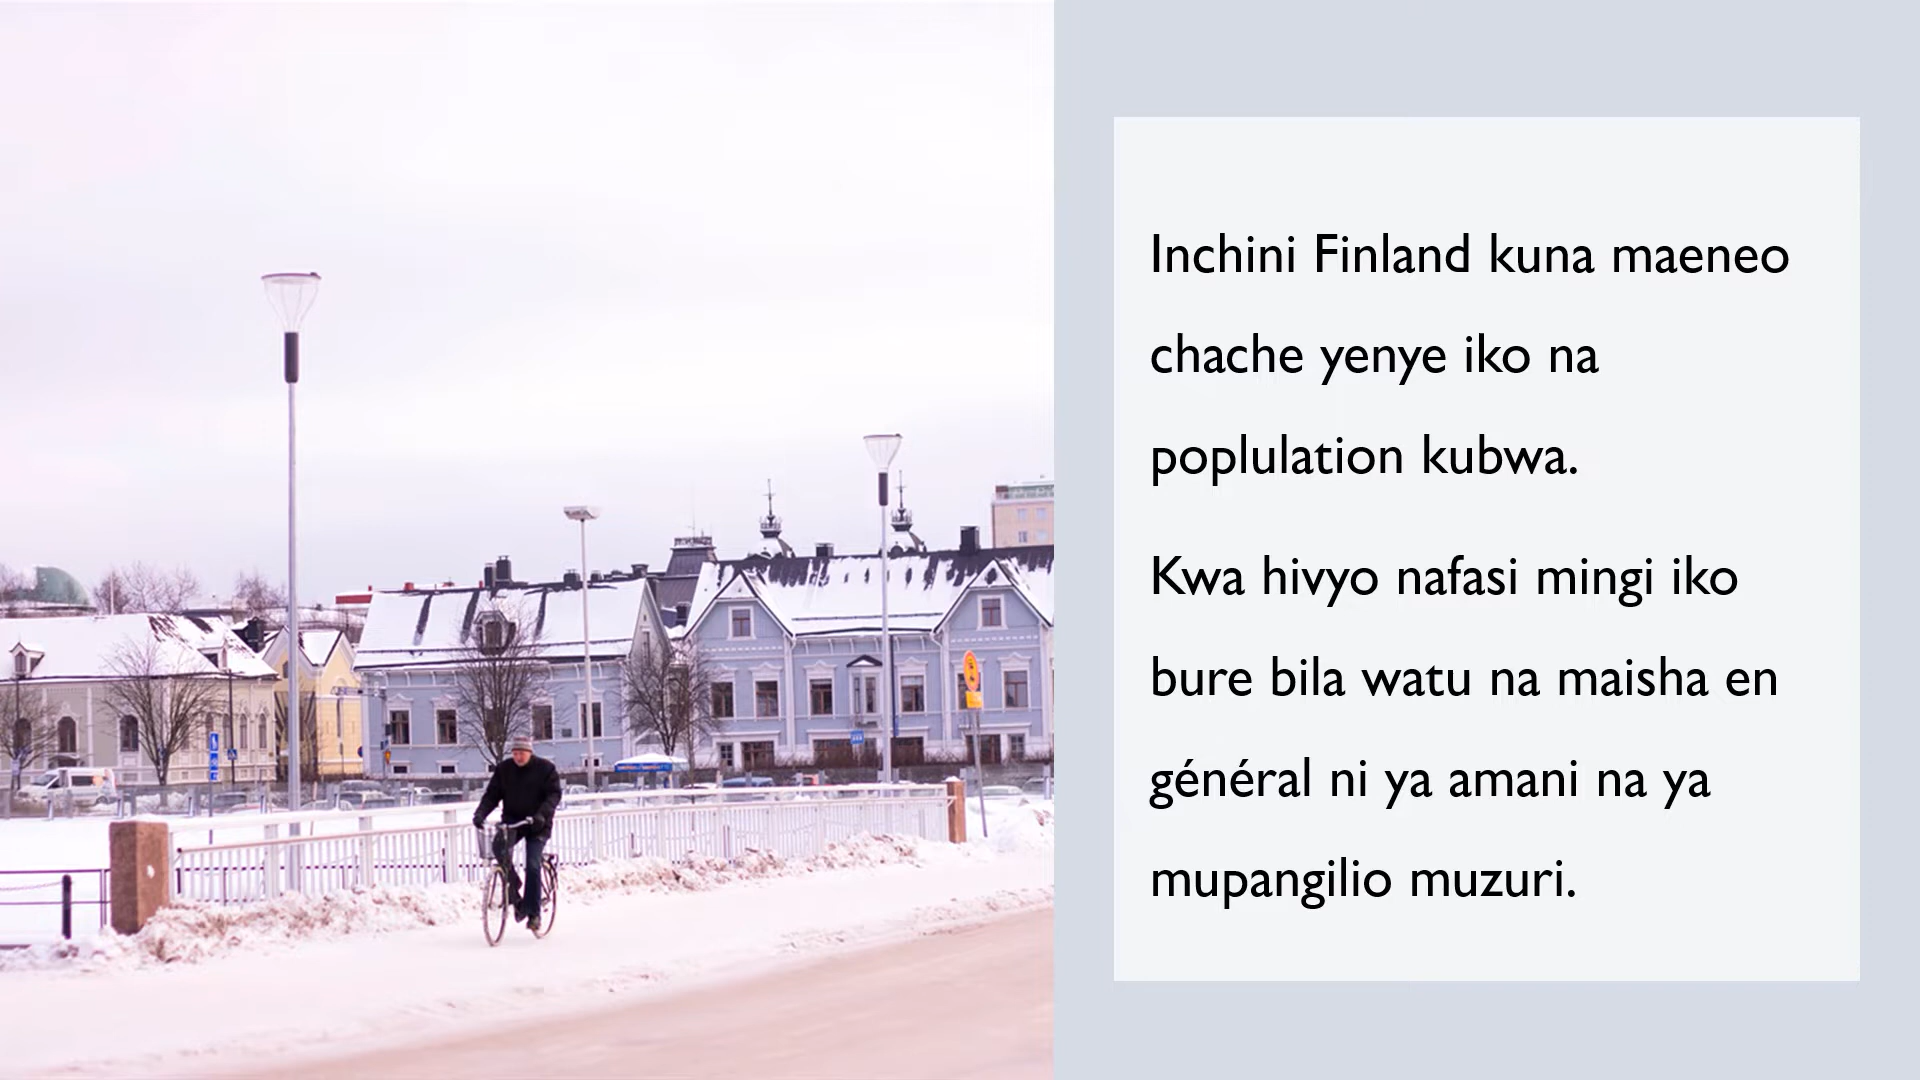 Inchini Finland kuna maeneo
chache yenye iko na
poplulation kubwa.
Kwa hivyo nafasi mingi iko
bure bila watu na maisha en
général ni ya amani na ya
mupangilio muzuri.